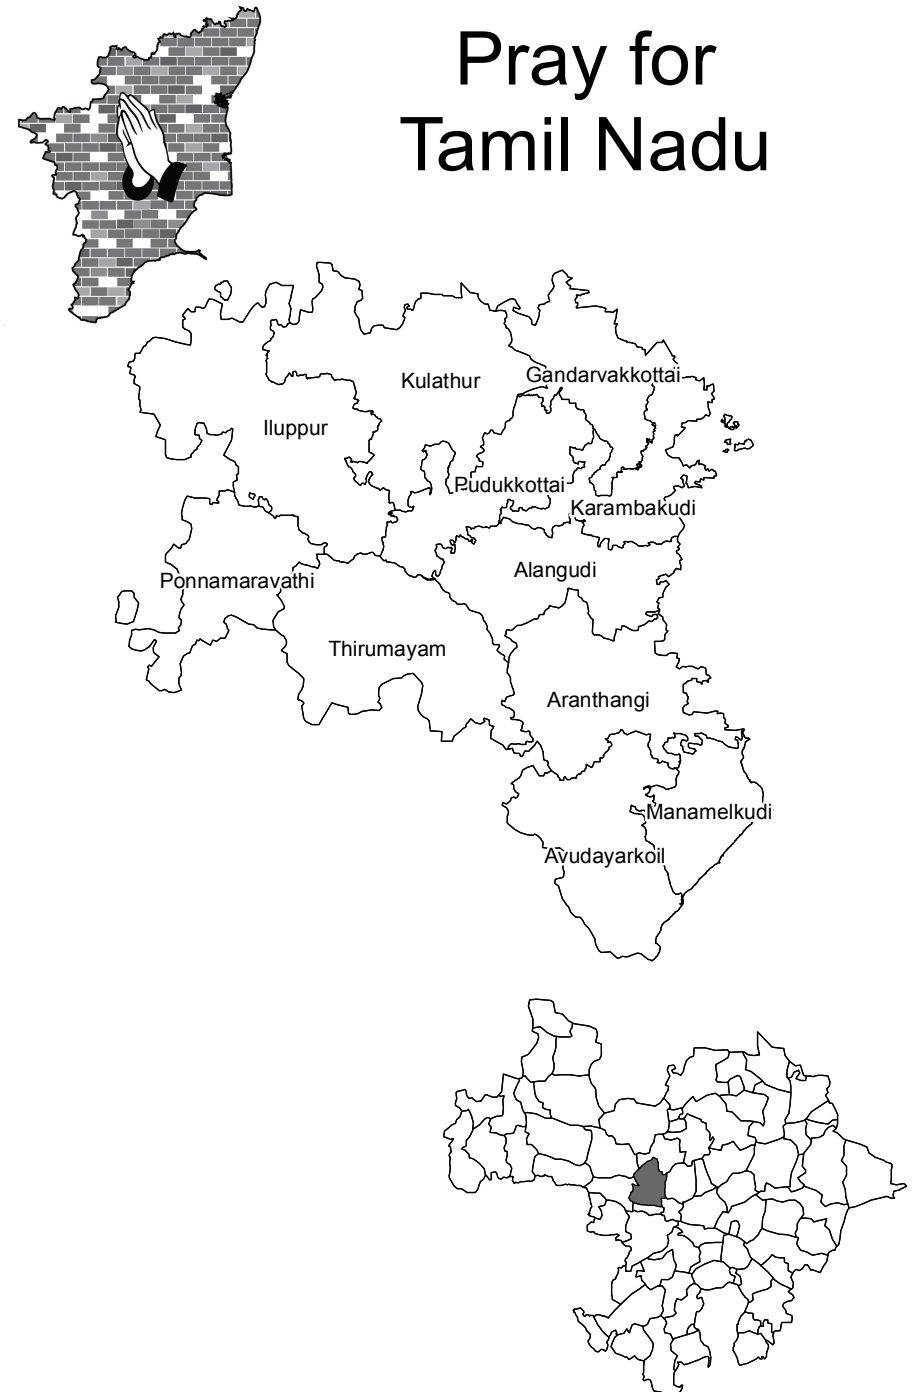 Pray for
Tamil Nadu
Kulathur
Gandarvakkottai
Iluppur
Pudukkottai
Karambakudi
Alangudi
Ponnamaravathi
Thirumayam
Aranthangi
Manamelkudi
Avudayarkoil